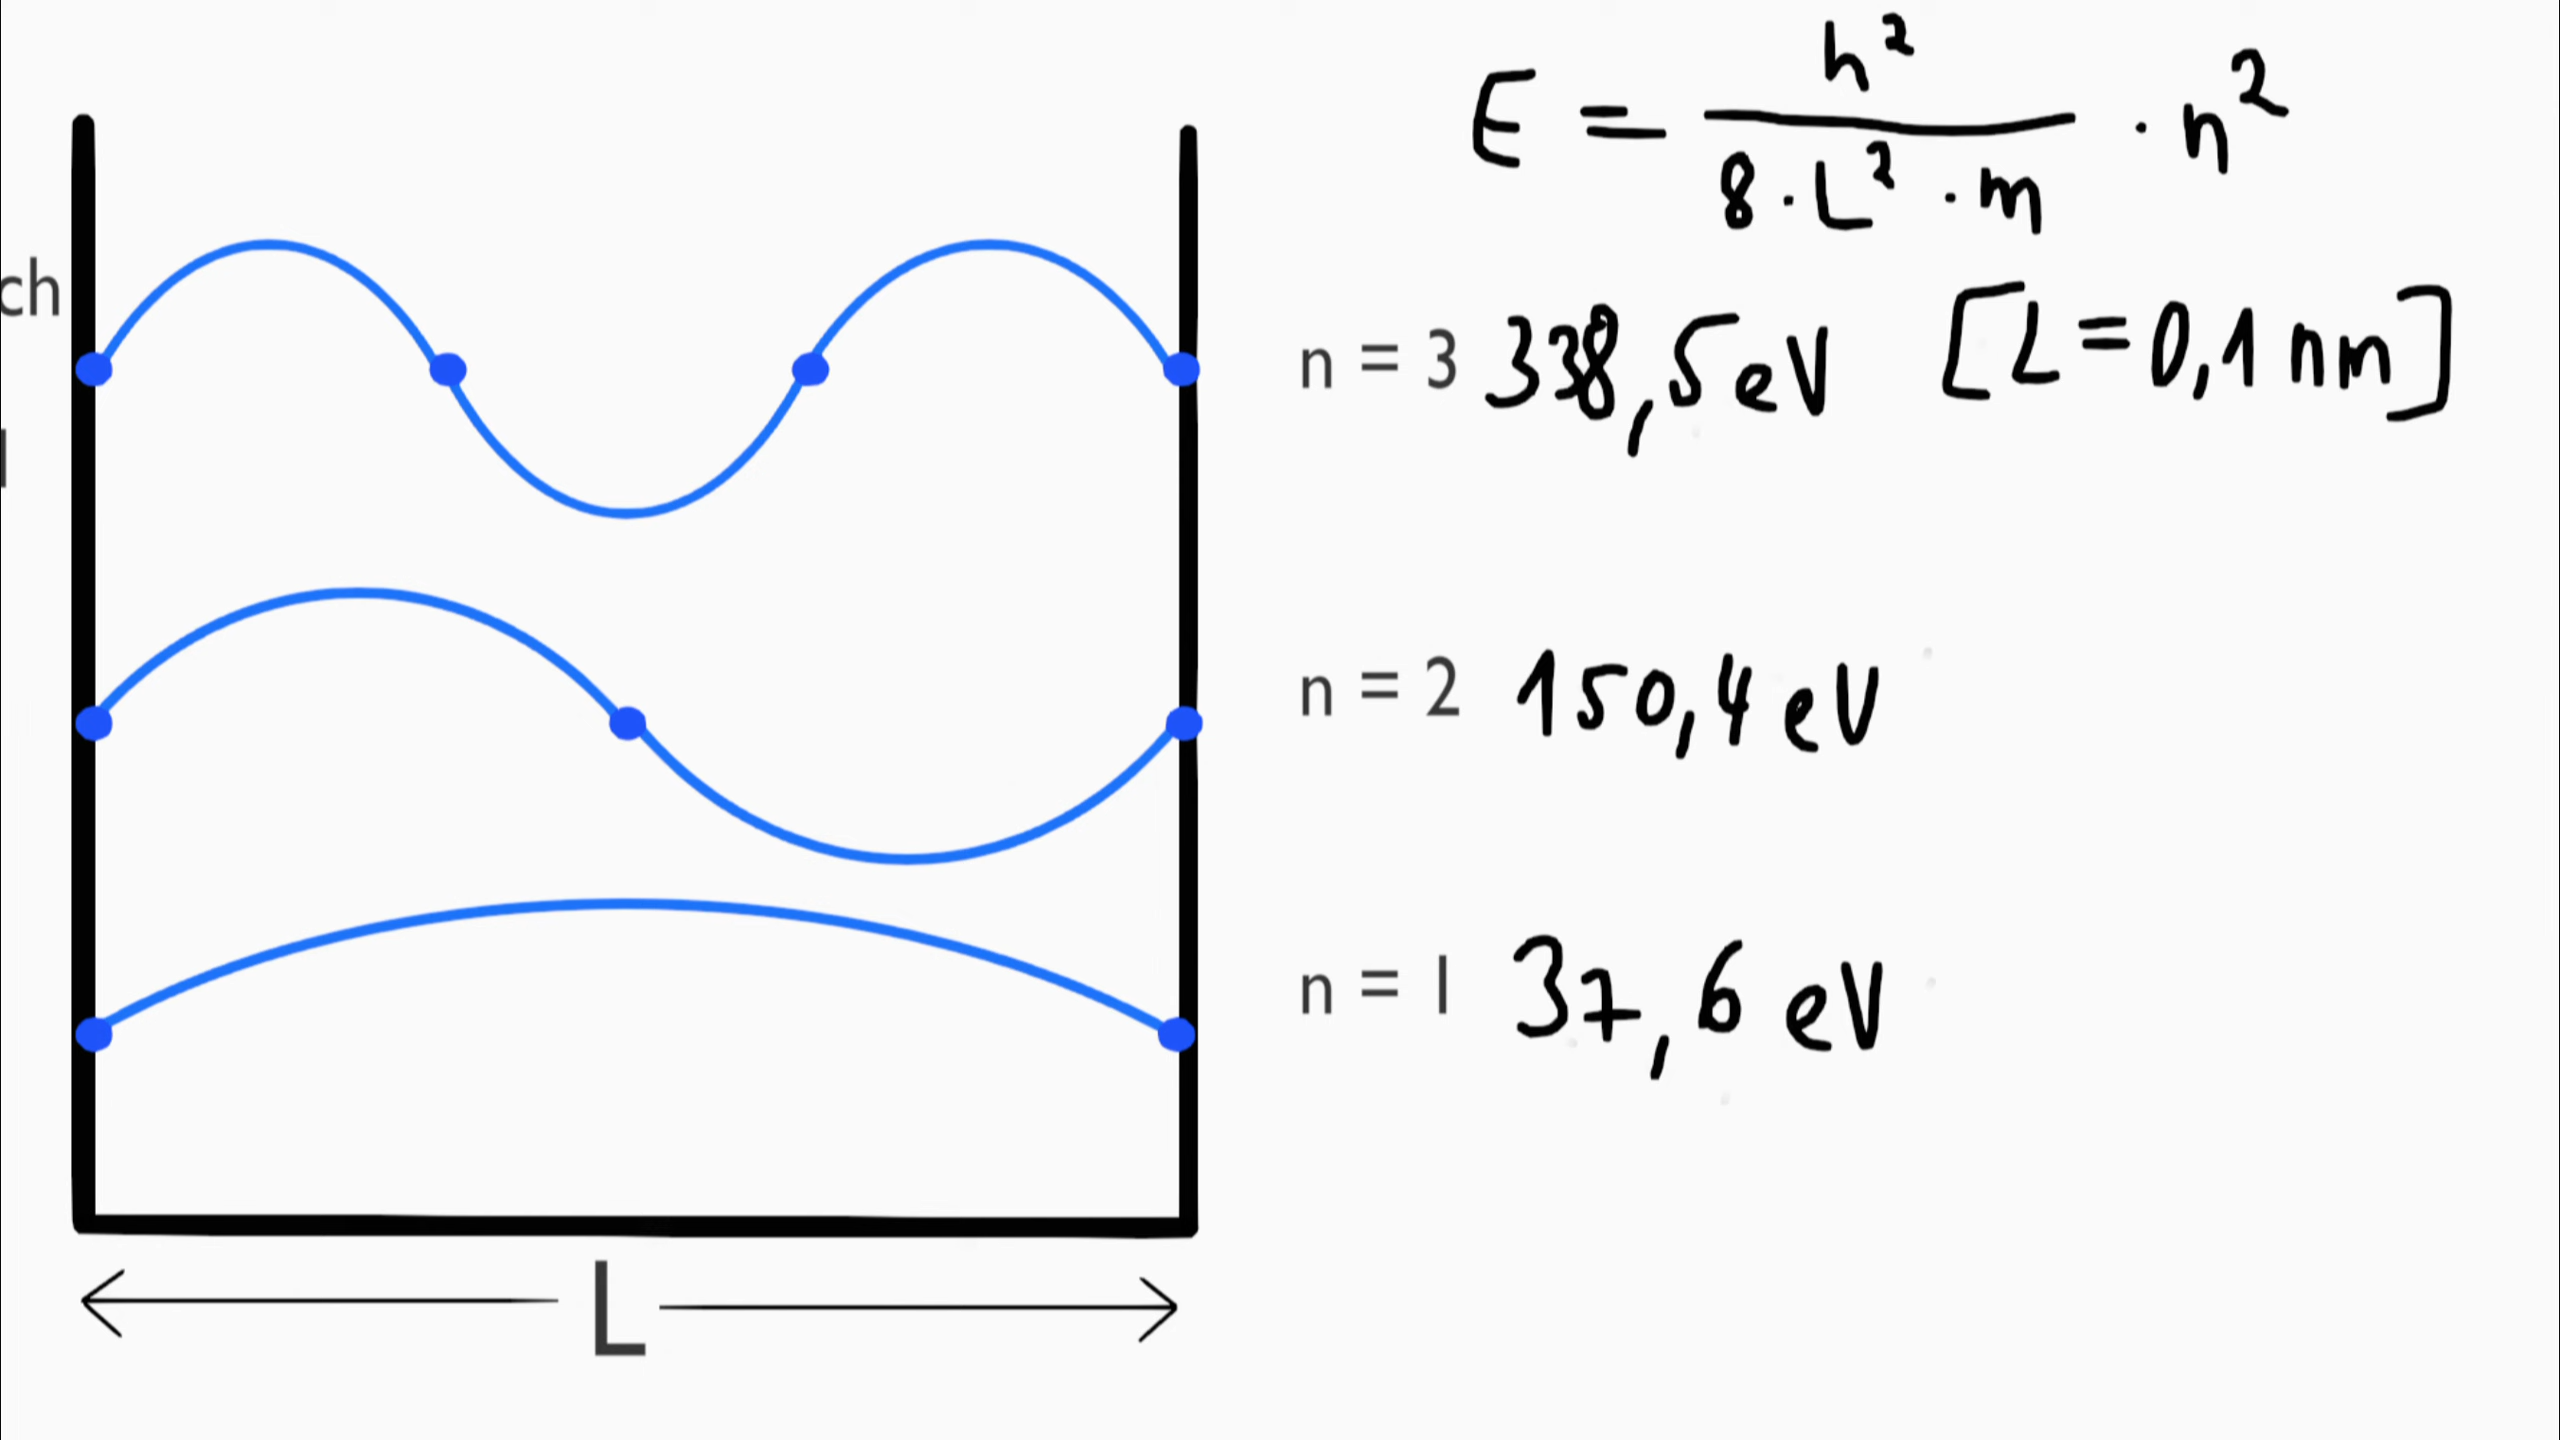 E = h² / 8 · L² · m · n²
ch
n = 3 338,5 eV [L = 0,1 nm]
n = 2 150,4 eV
n = 1 37,6 eV
L